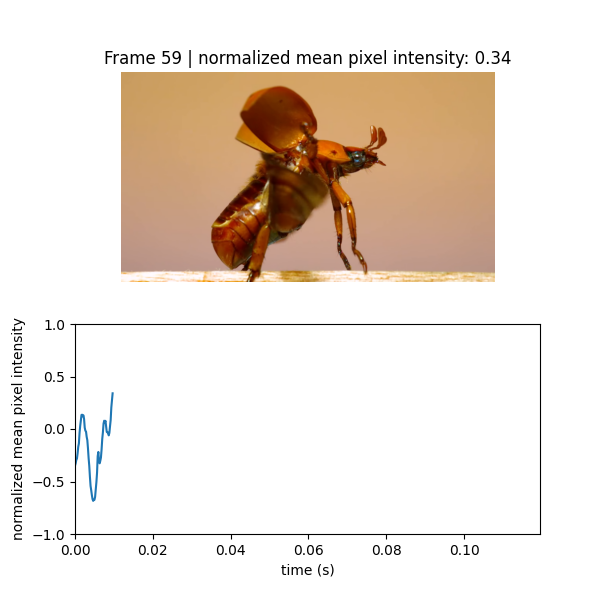 Frame 59 | normalized mean pixel intensity: 0.34
normalized mean pixel intensity
1.0
0.5
0.0
−0.5
−1.0
0.00 0.02 0.04 0.06 0.08 0.10
time (s)